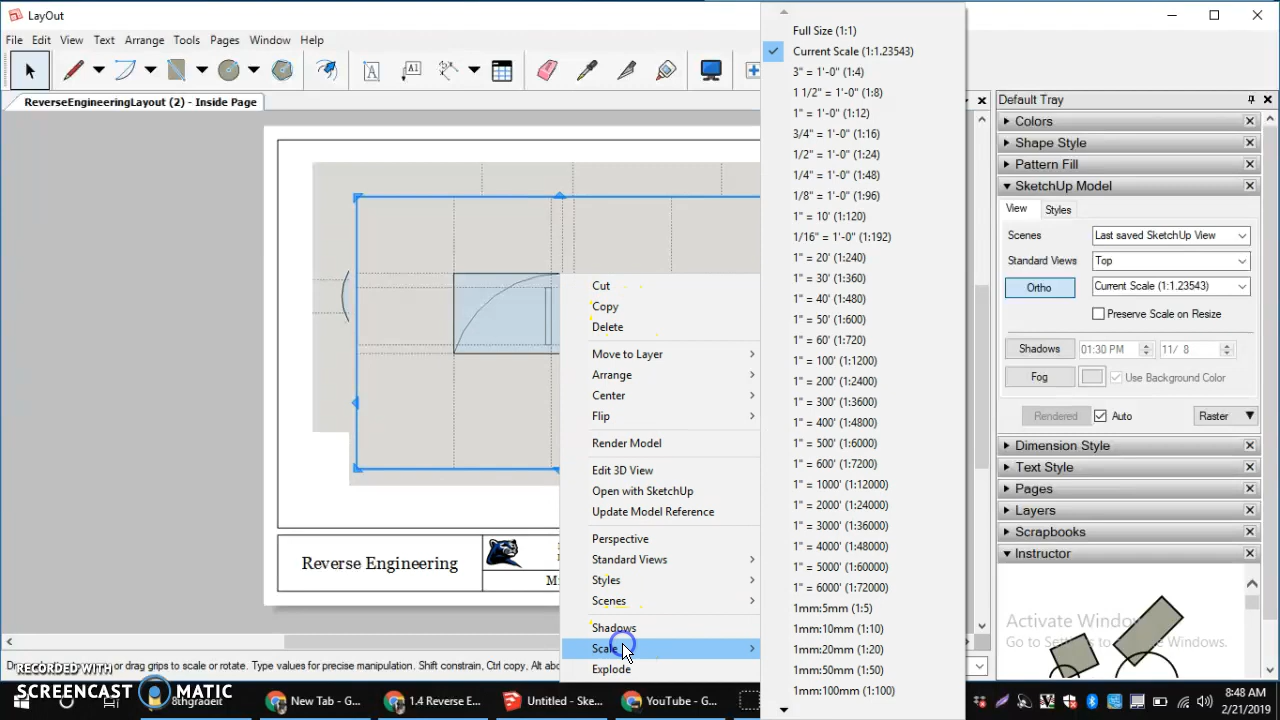 LayOut
File Edit View Text Arrange Tools Pages Window Help
ReverseEngineeringLayout (2) - Inside Page
Reverse Engineering
Cut
Copy
Delete
Move to Layer
Arrange
Center
Flip
Render Model
Edit 3D View
Open with SketchUp
Update Model Reference
Perspective
Standard Views
Styles
Scenes
Shadows
Scale
Explode
Full Size (1:1)
Current Scale (1:1.23543)
3" = 1'-0" (1:4)
1 1/2" = 1'-0" (1:8)
1" = 1'-0" (1:12)
3/4" = 1'-0" (1:16)
1/2" = 1'-0" (1:24)
1/4" = 1'-0" (1:48)
1/8" = 1'-0" (1:96)
1" = 10' (1:120)
1/16" = 1'-0" (1:192)
1" = 20' (1:240)
1" = 30' (1:360)
1" = 40' (1:480)
1" = 50' (1:600)
1" = 60' (1:720)
1" = 100' (1:1200)
1" = 200' (1:2400)
1" = 300' (1:3600)
1" = 400' (1:4800)
1" = 500' (1:6000)
1" = 600' (1:7200)
1" = 1000' (1:12000)
1" = 2000' (1:24000)
1" = 3000' (1:36000)
1" = 4000' (1:48000)
1" = 5000' (1:60000)
1" = 6000' (1:72000)
1mm:5mm (1:5)
1mm:10mm (1:10)
1mm:20mm (1:20)
1mm:50mm (1:50)
1mm:100mm (1:100)
Default Tray
Colors
Shape Style
Pattern Fill
SketchUp Model
View Styles
Scenes Last saved SketchUp View
Standard Views Top
Ortho Current Scale (1:1.23543)
Preserve Scale on Resize
Shadows 01:30 PM 11/ 8
Fog Use Background Color
Rendered Auto Raster
Dimension Style
Text Style
Pages
Layers
Scrapbooks
Instructor
Activate Windows
Go to Settings to activate Windows.
or drag grips to scale or rotate. Type values for precise manipulation. Shift constrain, Ctrl copy, Alt abo
RECORDED WITH
SCREENCAST MATIC
8thgradeit
New Tab - G...
1.4 Reverse E...
Untitled - Ske...
YouTube - G...
8:48 AM
2/21/2019